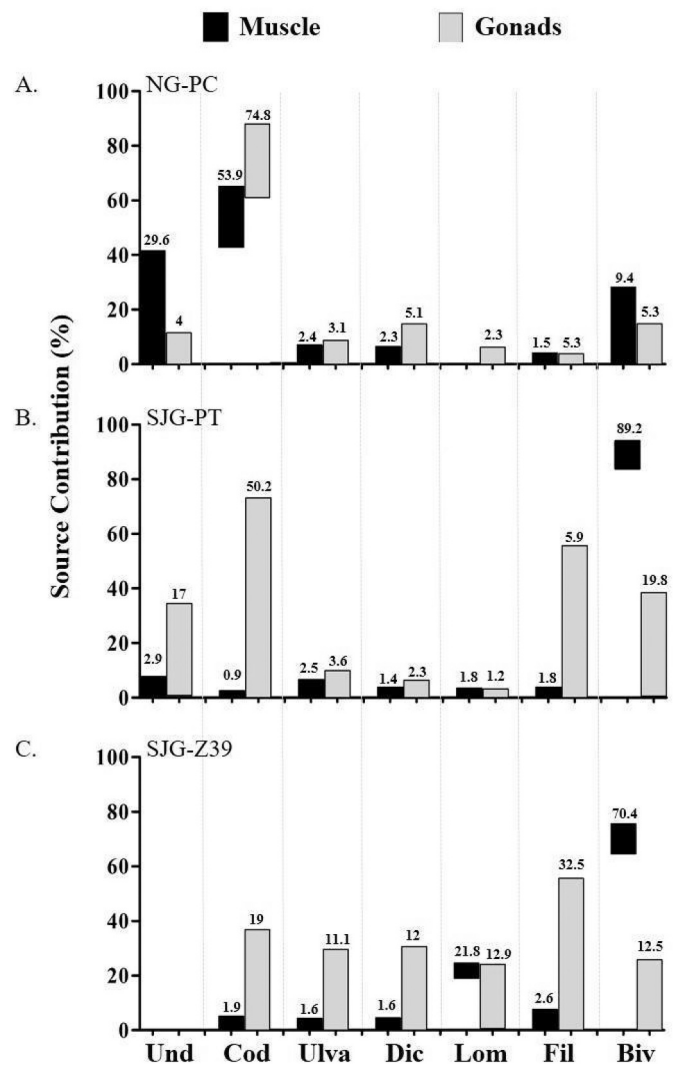 Muscle Gonads
A. NG-PC
100
80
60
40
20
0
29.6 4 53.9 74.8 2.4 3.1 2.3 5.1 2.3 1.5 5.3 9.4 5.3
Source Contribution (%)
B. SJG-PT
100
80
60
40
20
0
2.9 17 0.9 50.2 2.5 3.6 1.4 2.3 1.8 1.2 1.8 5.9 89.2 19.8
C. SJG-Z39
100
80
60
40
20
0
1.9 19 1.6 11.1 1.6 12 21.8 12.9 2.6 32.5 70.4 12.5
Und Cod Ulva Dic Lom Fil Biv